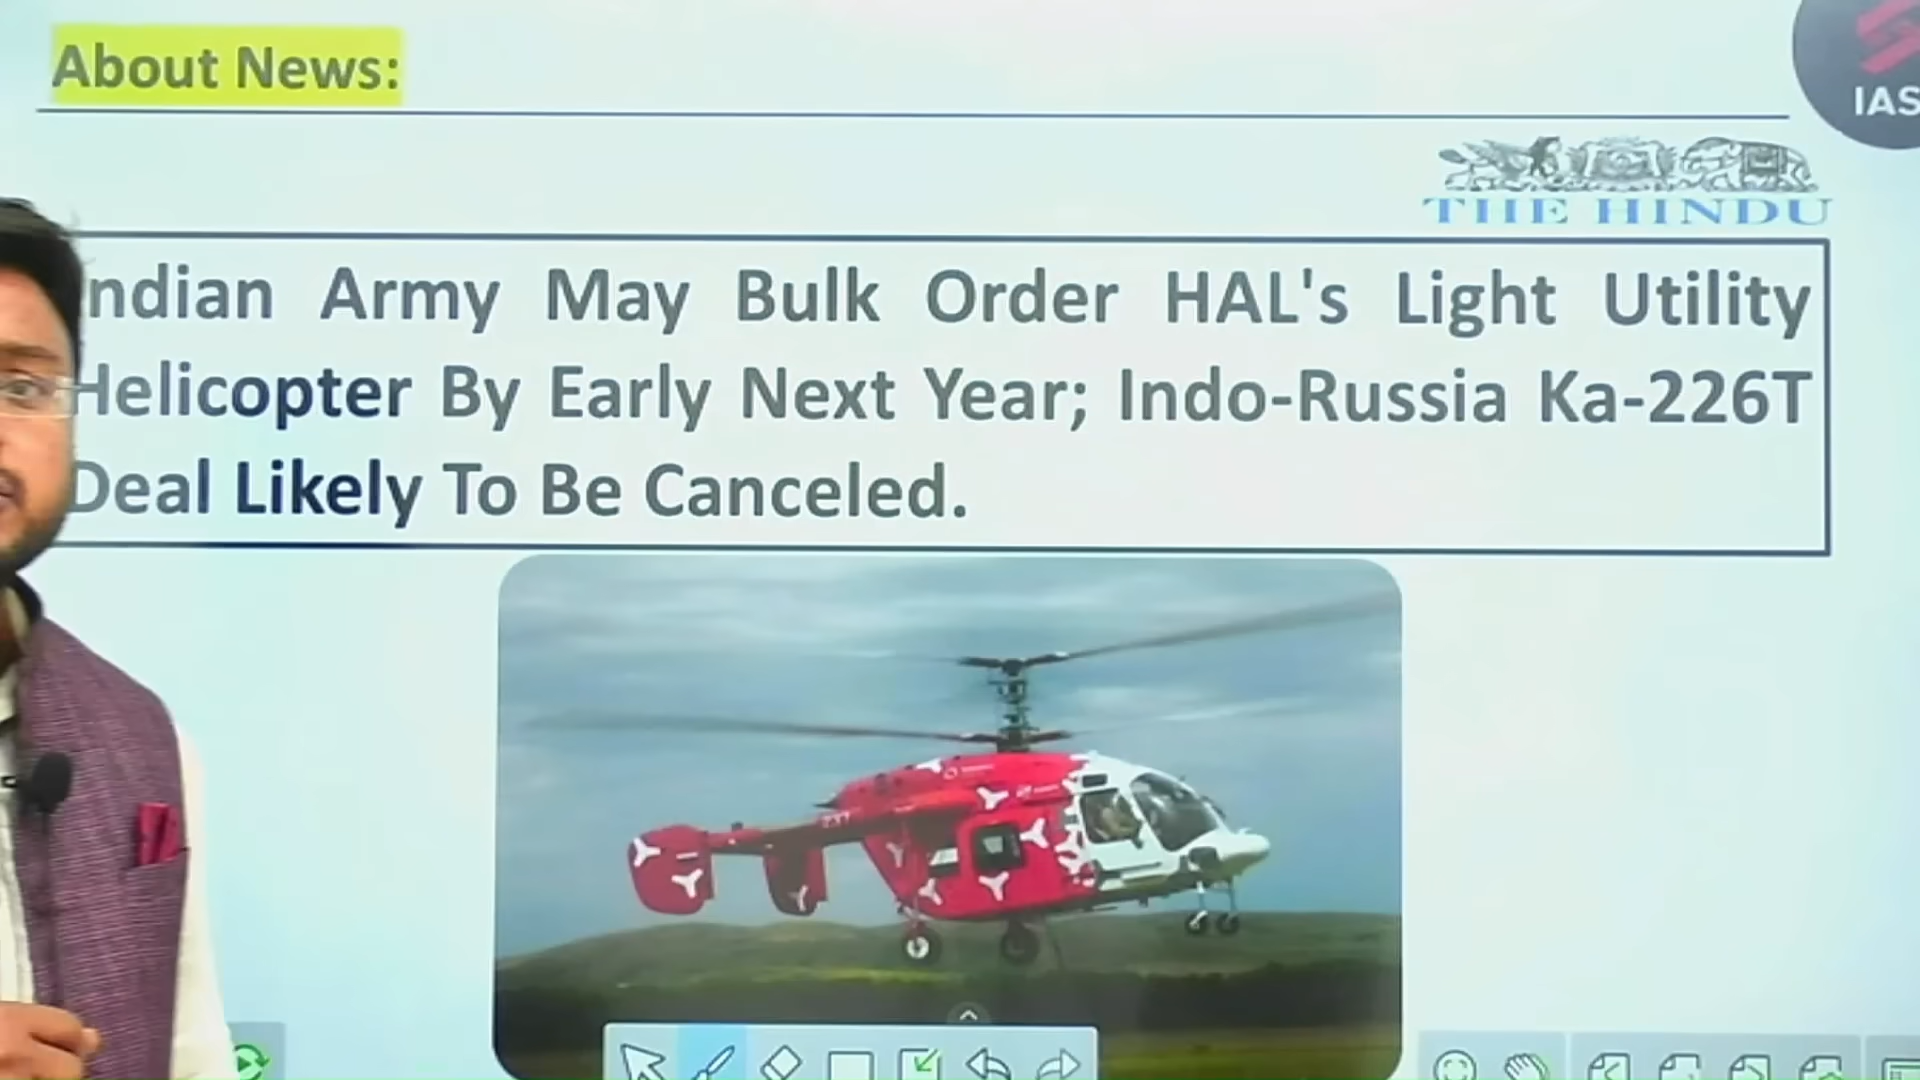 About News:
IAS
THE HINDU
ndian Army May Bulk Order HAL's Light Utility
Helicopter By Early Next Year; Indo-Russia Ka-226T
Deal Likely To Be Canceled.